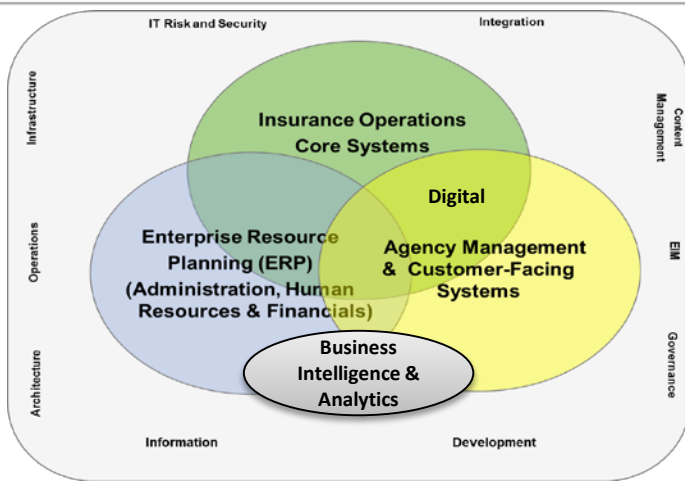 IT Risk and Security
Integration
Infrastructure
Content
Management
Insurance Operations
Core Systems
Digital
Operations
EIM
Enterprise Resource
Planning (ERP)
(Administration, Human
Resources & Financials)
Agency Management
& Customer-Facing
Systems
Architecture
Governance
Business
Intelligence &
Analytics
Information
Development